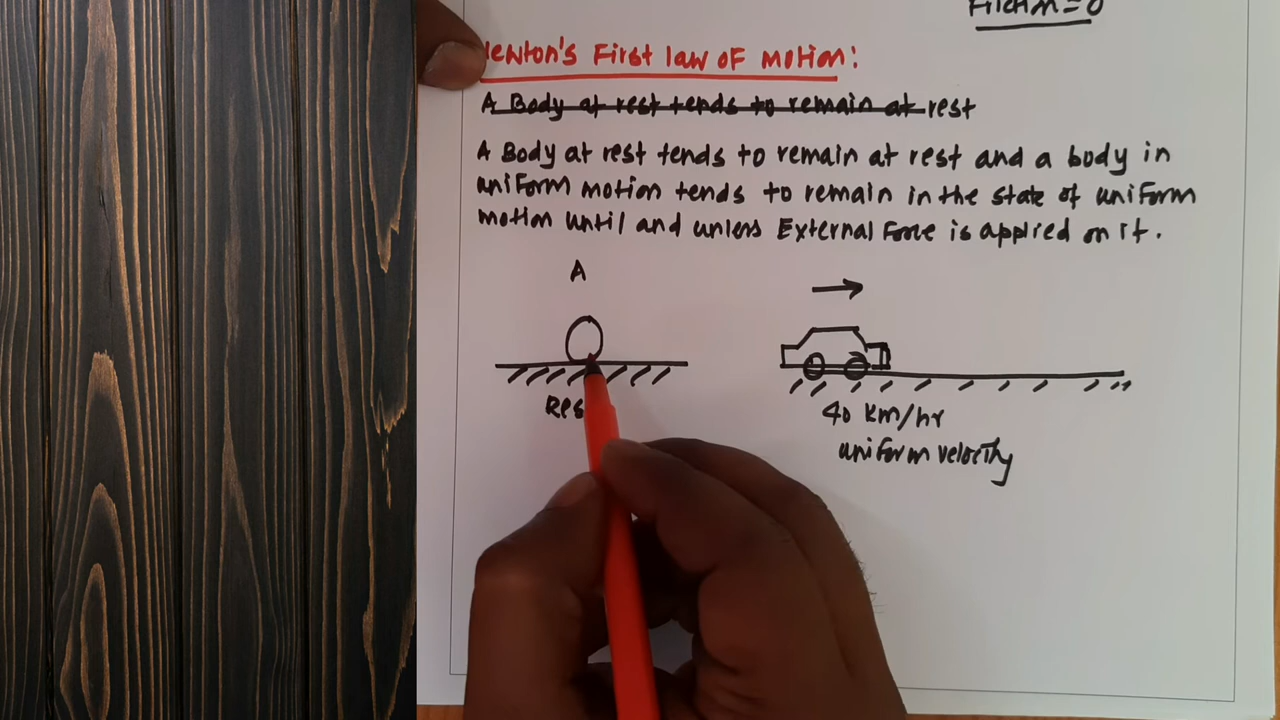 Newton's First law of motion:
A Body at rest tends to remain at rest
A Body at rest tends to remain at rest and a body in
uniform motion tends to remain in the state of uniform
motion until and unless External Force is applied on it.
A
40 km/hr
uniform velocity